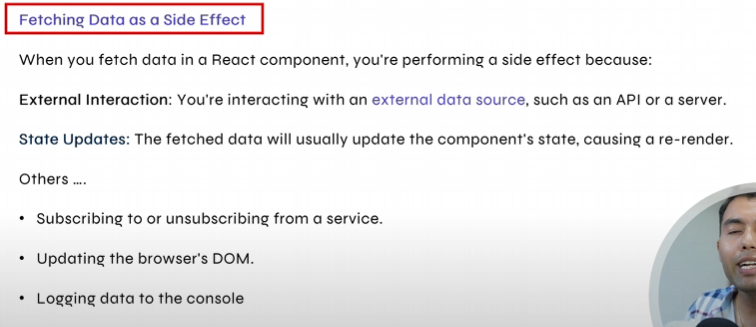 Fetching Data as a Side Effect
When you fetch data in a React component, you're performing a side effect because:
External Interaction: You're interacting with an external data source, such as an API or a server.
State Updates: The fetched data will usually update the component's state, causing a re-render.
Others ....
• Subscribing to or unsubscribing from a service.
• Updating the browser's DOM.
• Logging data to the console